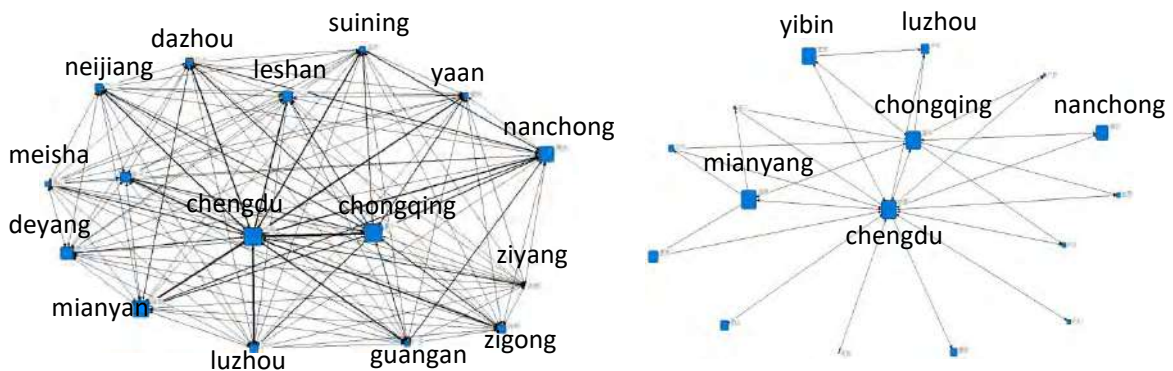 suining
dazhou
neijiang
leshan
yaan
nanchong
meisha
chengdu
chongqing
deyang
ziyang
mianyan
zigong
luzhou
guangan
yibin
luzhou
chongqing
nanchong
mianyang
chengdu